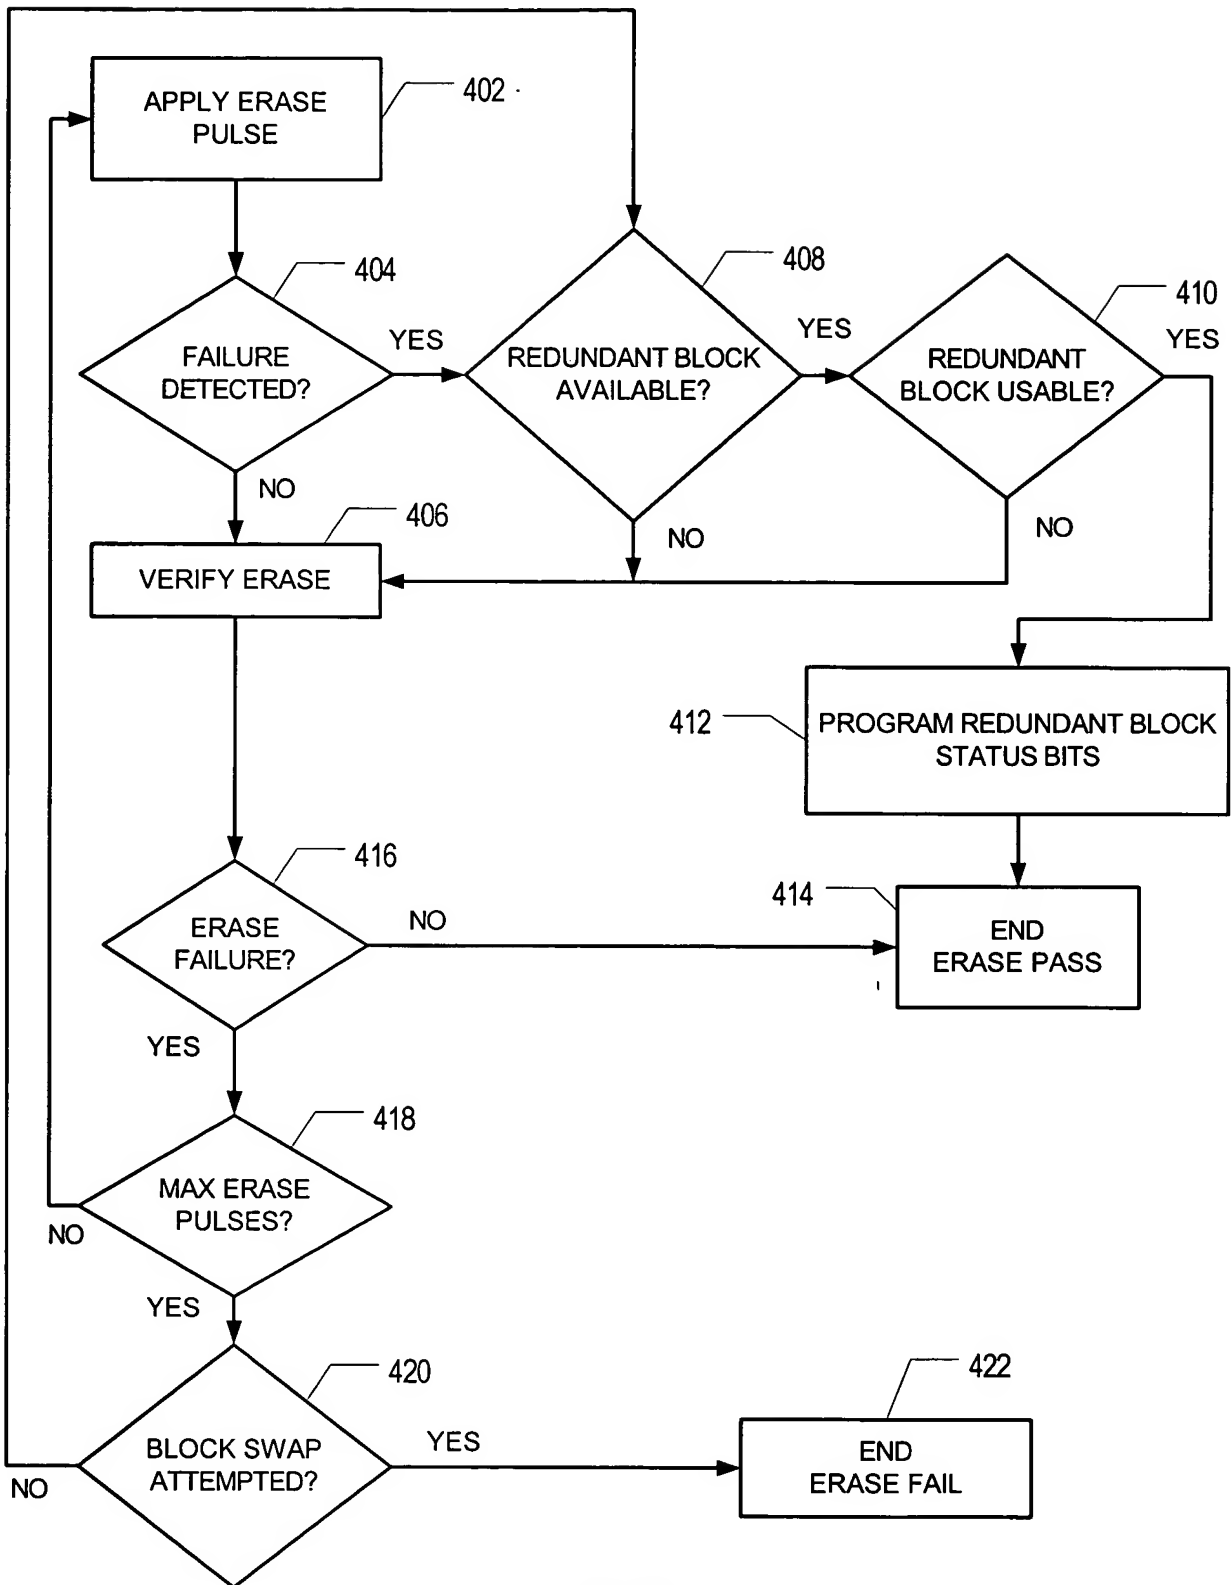 APPLY ERASE
PULSE
402
404
FAILURE
DETECTED?
YES
NO
408
REDUNDANT BLOCK
AVAILABLE?
YES
NO
410
REDUNDANT
BLOCK USABLE?
YES
NO
406
VERIFY ERASE
412
PROGRAM REDUNDANT BLOCK
STATUS BITS
416
ERASE
FAILURE?
NO
YES
414
END
ERASE PASS
418
MAX ERASE
PULSES?
NO
YES
420
BLOCK SWAP
ATTEMPTED?
NO
YES
422
END
ERASE FAIL